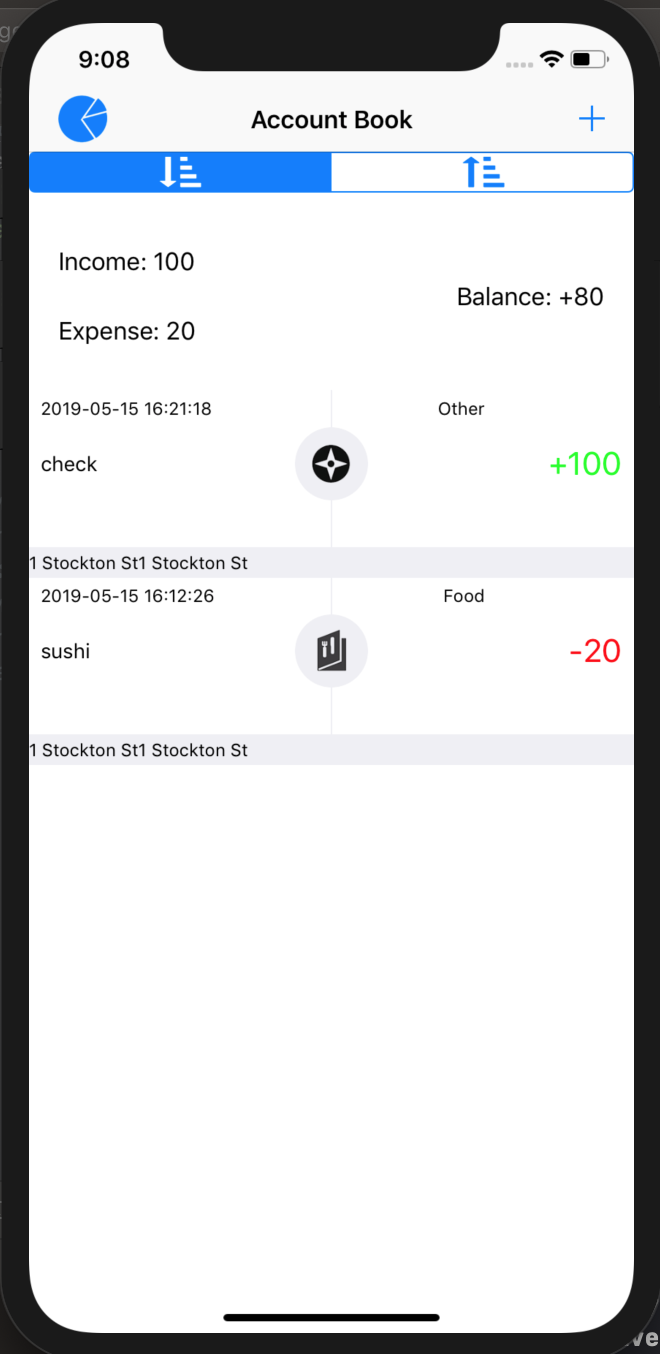 9:08
Account Book
Income: 100
Balance: +80
Expense: 20
2019-05-15 16:21:18
Other
check
+100
1 Stockton St1 Stockton St
2019-05-15 16:12:26
Food
sushi
-20
1 Stockton St1 Stockton St